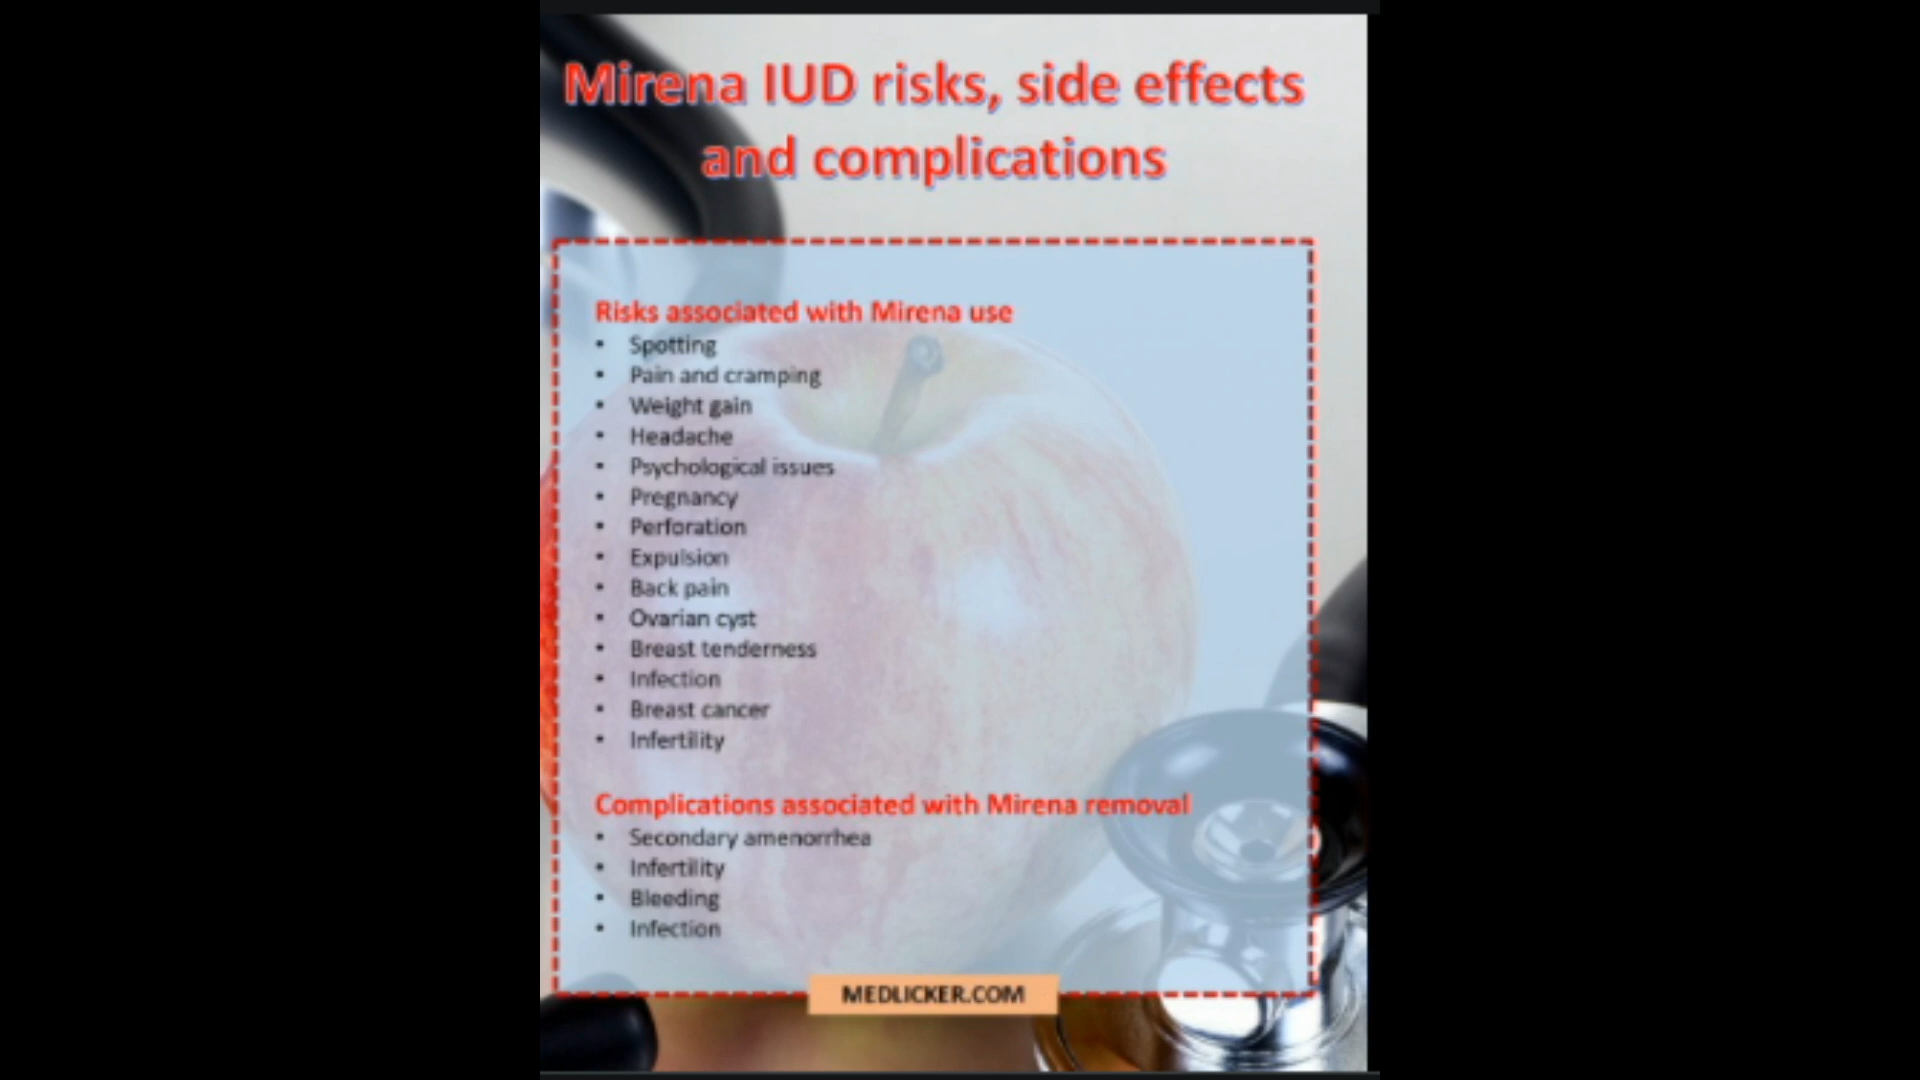 Mirena IUD risks, side effects
and complications
Risks associated with Mirena use
• Spotting
• Pain and cramping
• Weight gain
• Headache
• Psychological issues
• Pregnancy
• Perforation
• Expulsion
• Back pain
• Ovarian cyst
• Breast tenderness
• Infection
• Breast cancer
• Infertility
Complications associated with Mirena removal
• Secondary amenorrhea
• Infertility
• Bleeding
• Infection
MEDLICKER.COM